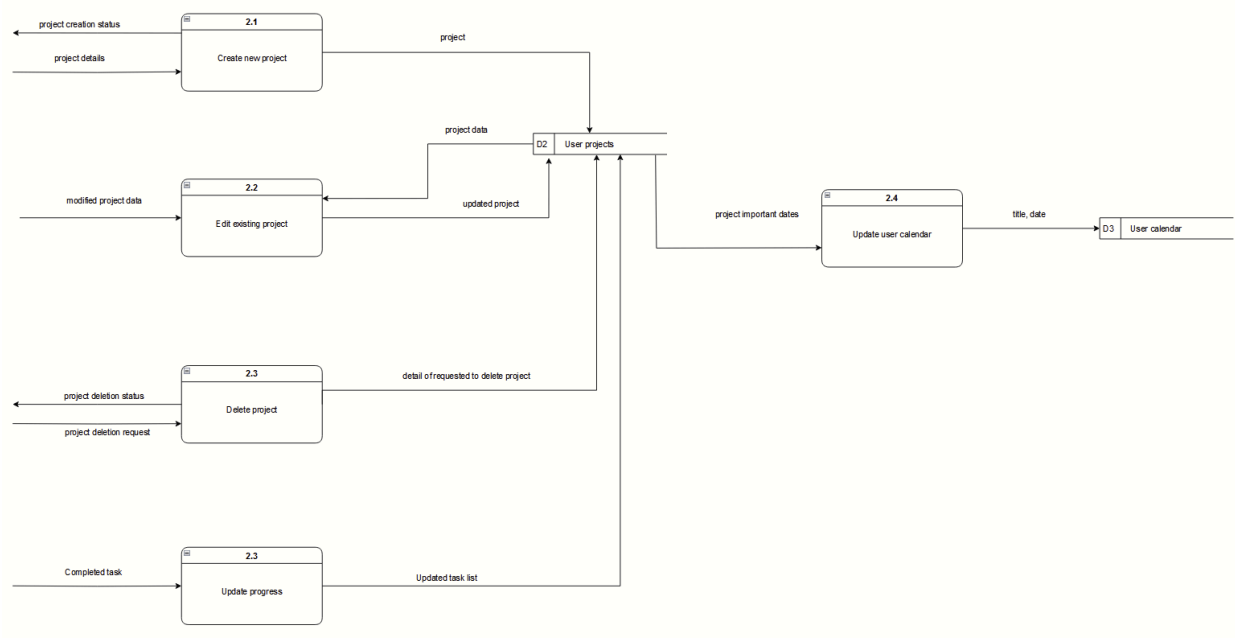 project creation status
2.1
project details
Create new project
project
project data
D2 User projects
2.2
modified project data
Edit existing project
updated project
2.4
project important dates
Update user calendar
title, date
D3 User calendar
2.3
project deletion status
Delete project
project deletion request
detail of requested to delete project
2.3
Completed task
Update progress
Updated task list